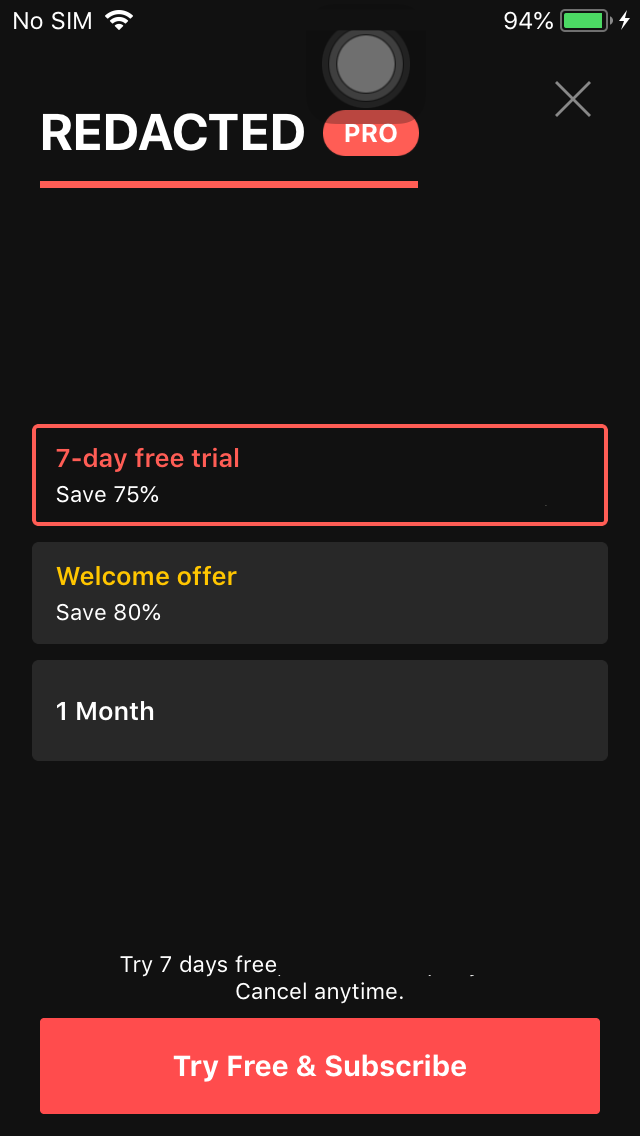 No SIM 94%
REDACTED PRO
7-day free trial
Save 75%
Welcome offer
Save 80%
1 Month
Try 7 days free
Cancel anytime.
Try Free & Subscribe